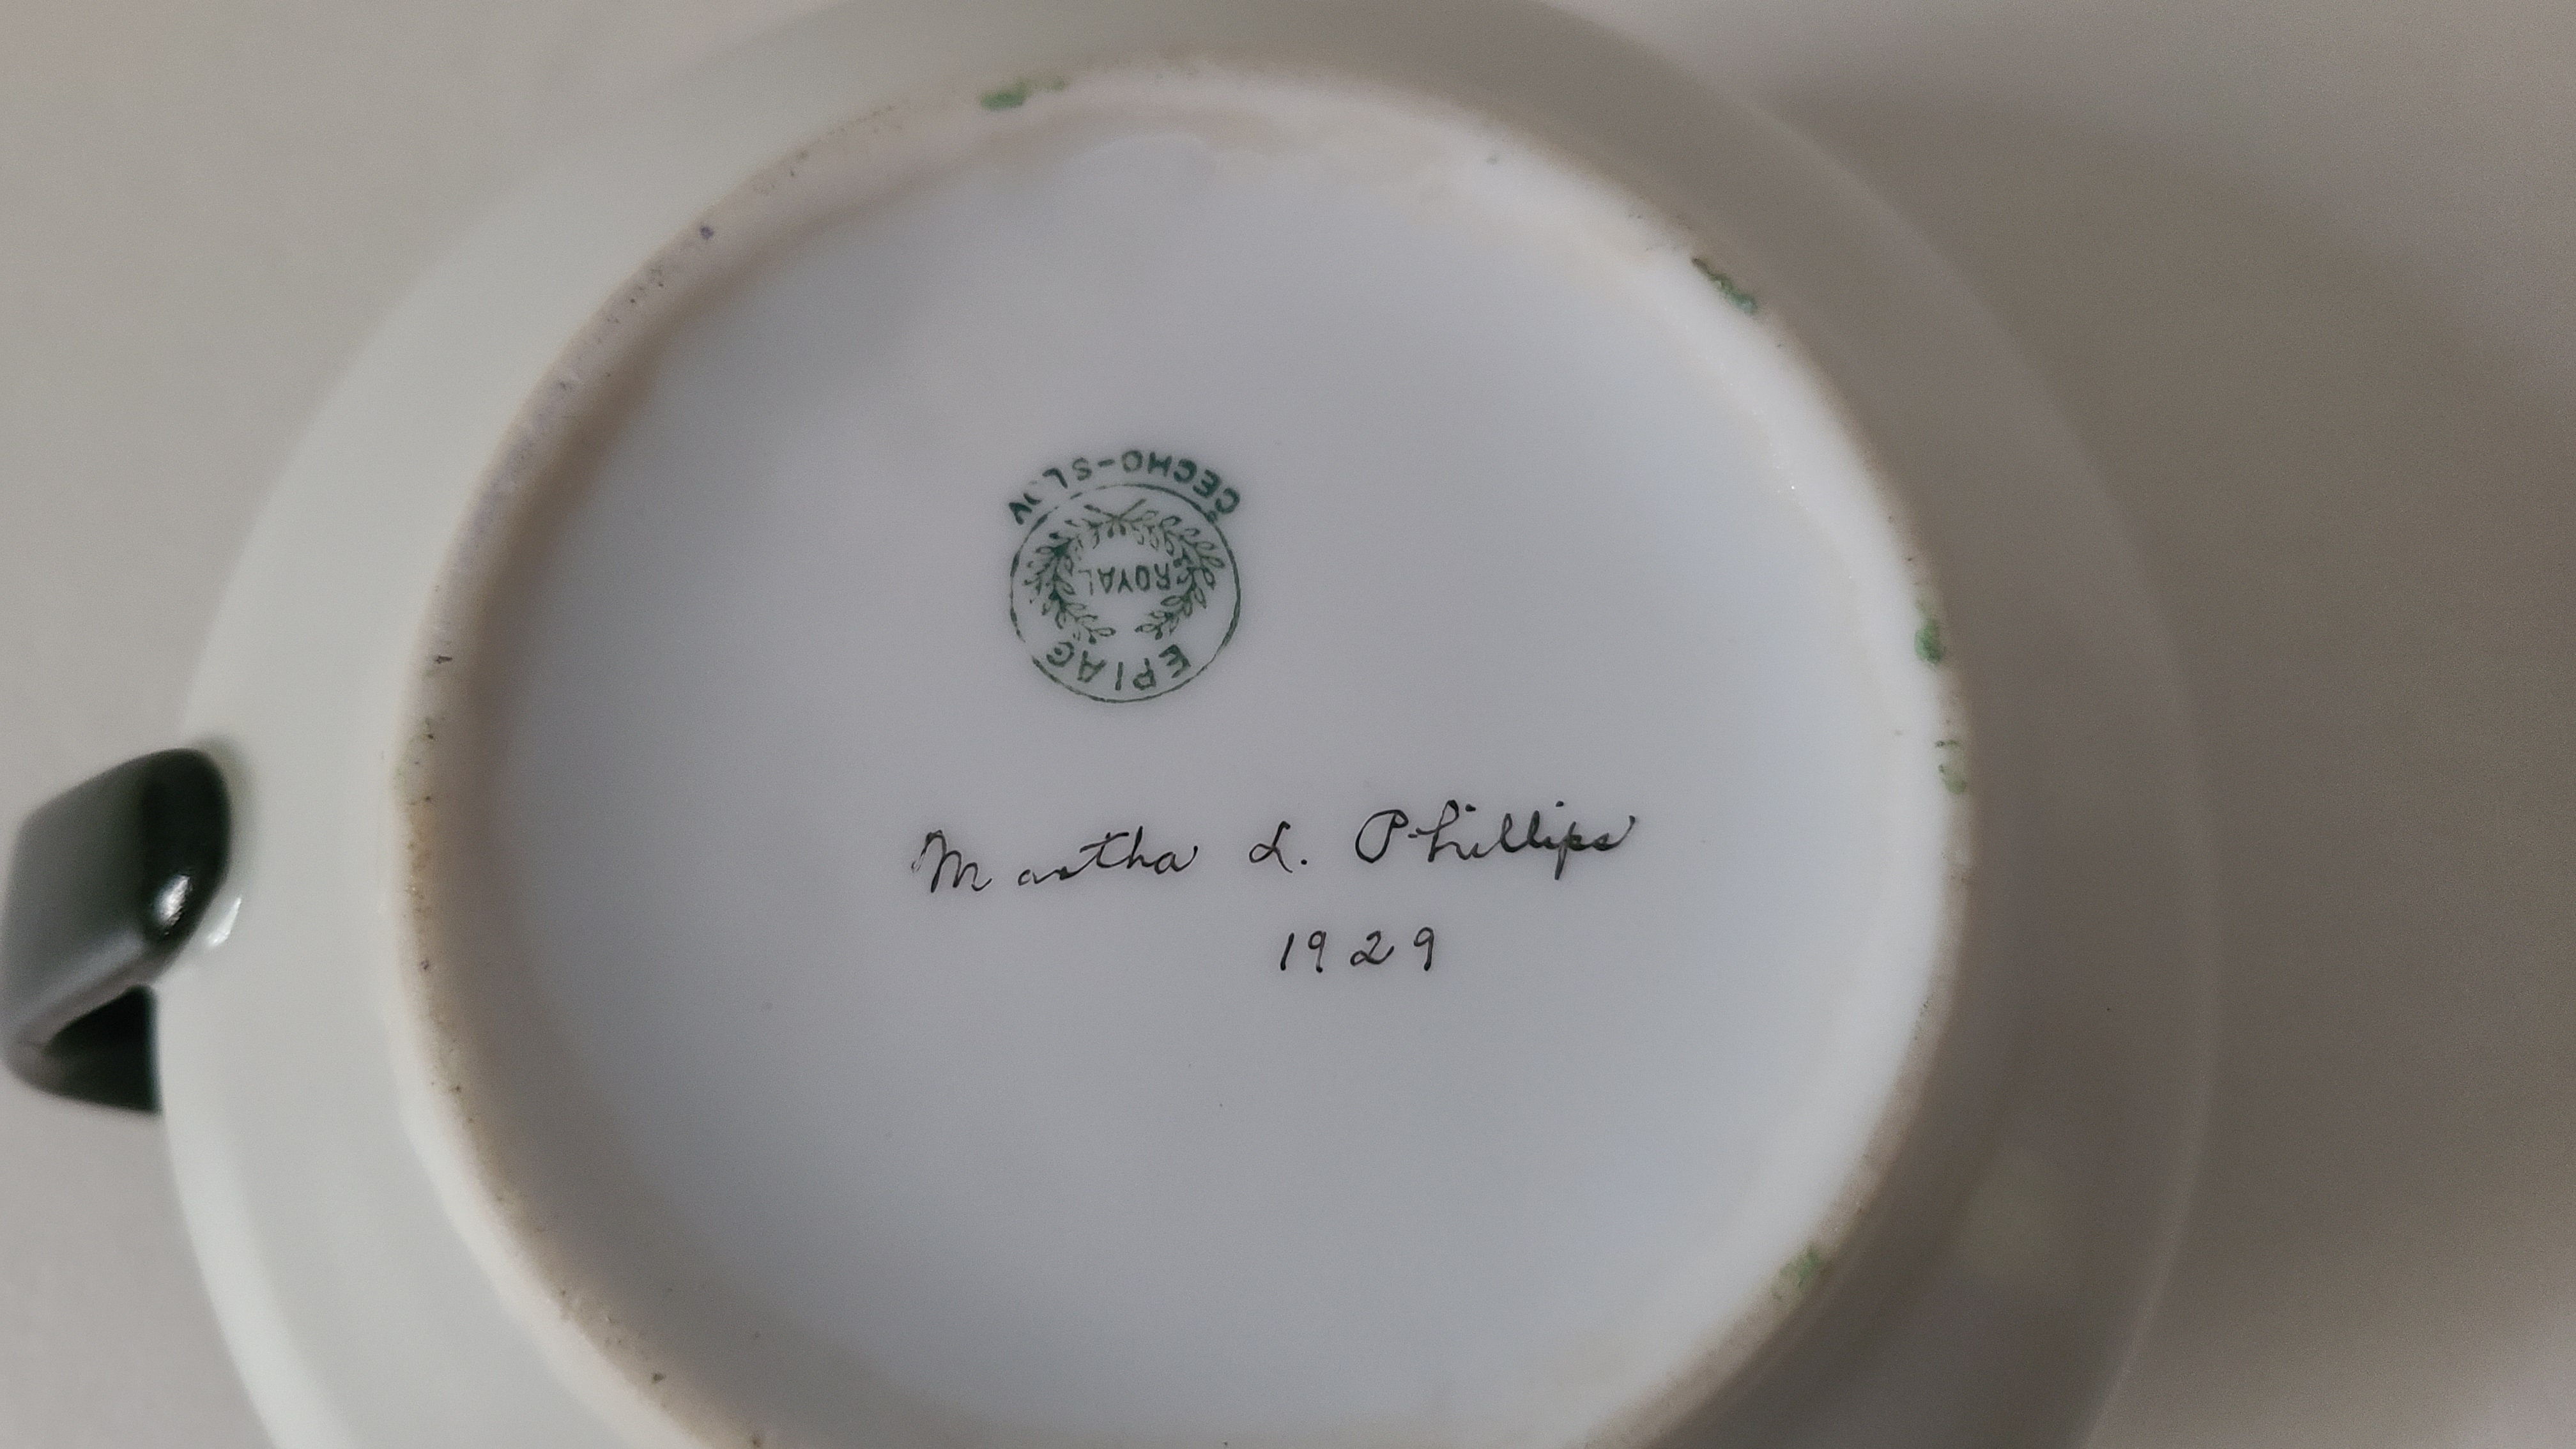 EPIAG
ROYAL
CECHO-SLOV
Martha L. Phillips
1929